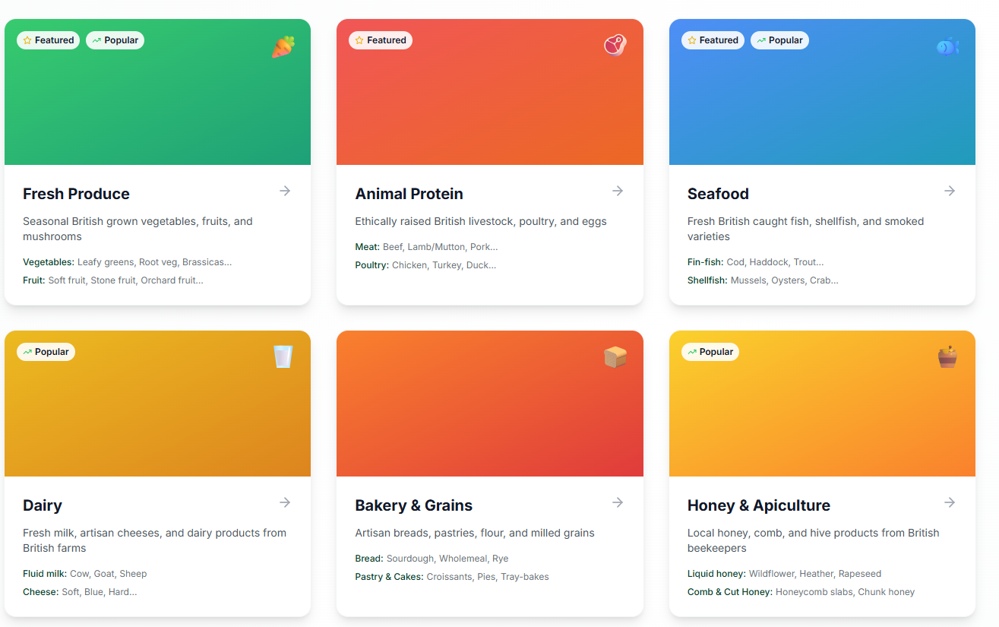 Featured
Popular
Fresh Produce
Seasonal British grown vegetables, fruits, and
mushrooms
Vegetables: Leafy greens, Root veg, Brassicas...
Fruit: Soft fruit, Stone fruit, Orchard fruit...
Featured
Animal Protein
Ethically raised British livestock, poultry, and eggs
Meat: Beef, Lamb/Mutton, Pork...
Poultry: Chicken, Turkey, Duck...
Featured
Popular
Seafood
Fresh British caught fish, shellfish, and smoked
varieties
Fin-fish: Cod, Haddock, Trout...
Shellfish: Mussels, Oysters, Crab...
Popular
Dairy
Fresh milk, artisan cheeses, and dairy products from
British farms
Fluid milk: Cow, Goat, Sheep
Cheese: Soft, Blue, Hard...
Bakery & Grains
Artisan breads, pastries, flour, and milled grains
Bread: Sourdough, Wholemeal, Rye
Pastry & Cakes: Croissants, Pies, Tray-bakes
Popular
Honey & Apiculture
Local honey, comb, and hive products from British
beekeepers
Liquid honey: Wildflower, Heather, Rapeseed
Comb & Cut Honey: Honeycomb slabs, Chunk honey